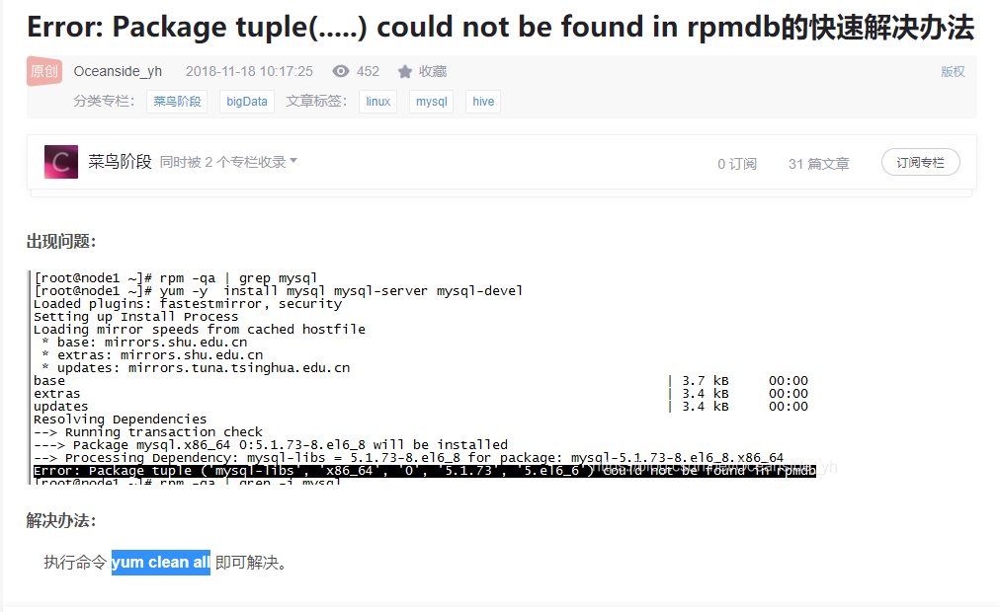 Error: Package tuple(.....) could not be found in rpmdb的快速解决办法
原创 Oceanside_yh 2018-11-18 10:17:25 452 收藏 版权
分类专栏： 菜鸟阶段 bigData 文章标签： linux mysql hive
C 菜鸟阶段 同时被 2 个专栏收录 0 订阅 31 篇文章 订阅专栏
出现问题：
[root@node1 ~]# rpm -qa | grep mysql
[root@node1 ~]# yum -y  install mysql mysql-server mysql-devel
Loaded plugins: fastestmirror, security
Setting up Install Process
Loading mirror speeds from cached hostfile
 * base: mirrors.shu.edu.cn
 * extras: mirrors.shu.edu.cn
 * updates: mirrors.tuna.tsinghua.edu.cn
base | 3.7 kB 00:00
extras | 3.4 kB 00:00
updates | 3.4 kB 00:00
Resolving Dependencies
--> Running transaction check
---> Package mysql.x86_64 0:5.1.73-8.el6_8 will be installed
--> Processing Dependency: mysql-libs = 5.1.73-8.el6_8 for package: mysql-5.1.73-8.el6_8.x86_64
Error: Package tuple ('mysql-libs', 'x86_64', '0', '5.1.73', '5.el6_6') could not be found in rpmdb
[root@node1 ~]# rpm -qa | grep -i mysql
解决办法：
执行命令 yum clean all 即可解决。